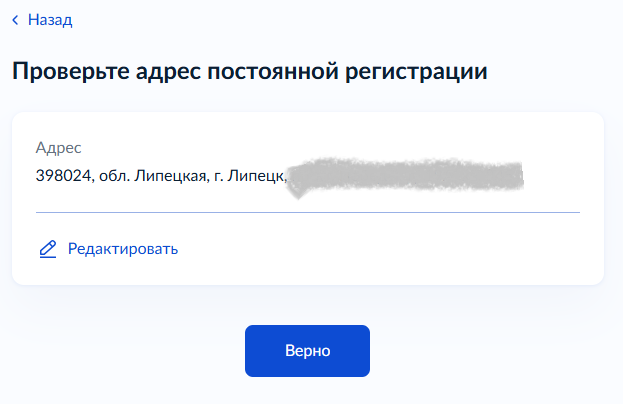 Назад
Проверьте адрес постоянной регистрации
Адрес
398024, обл. Липецкая, г. Липецк,
Редактировать
Верно